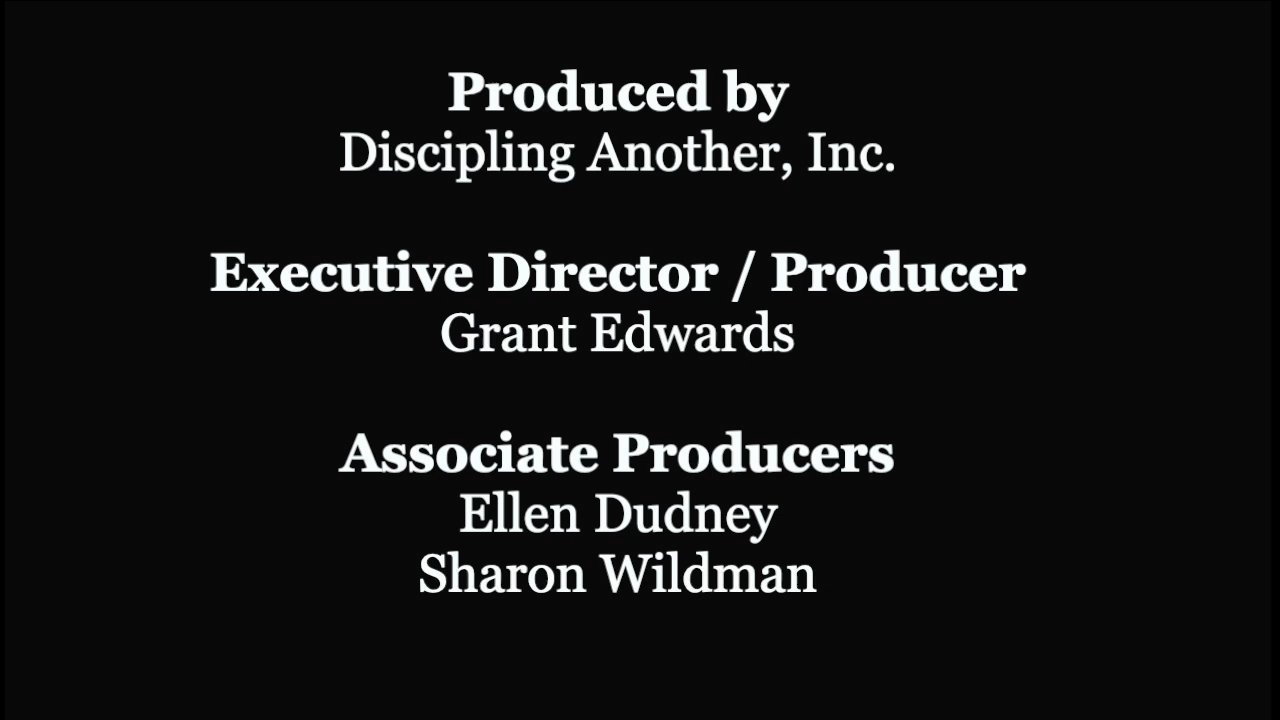 Produced by
Discipling Another, Inc.
Executive Director / Producer
Grant Edwards
Associate Producers
Ellen Dudney
Sharon Wildman